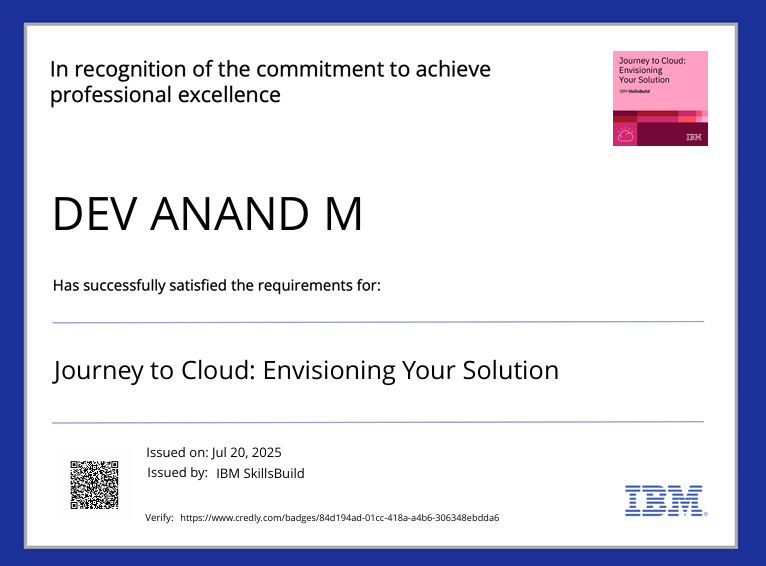 In recognition of the commitment to achieve
professional excellence
Journey to Cloud:
Envisioning
Your Solution
IBM SkillsBuild
IBM
DEV ANAND M
Has successfully satisfied the requirements for:
Journey to Cloud: Envisioning Your Solution
Issued on: Jul 20, 2025
Issued by: IBM SkillsBuild
Verify: https://www.credly.com/badges/84d194ad-01cc-418a-a4b6-306348ebdda6
IBM®